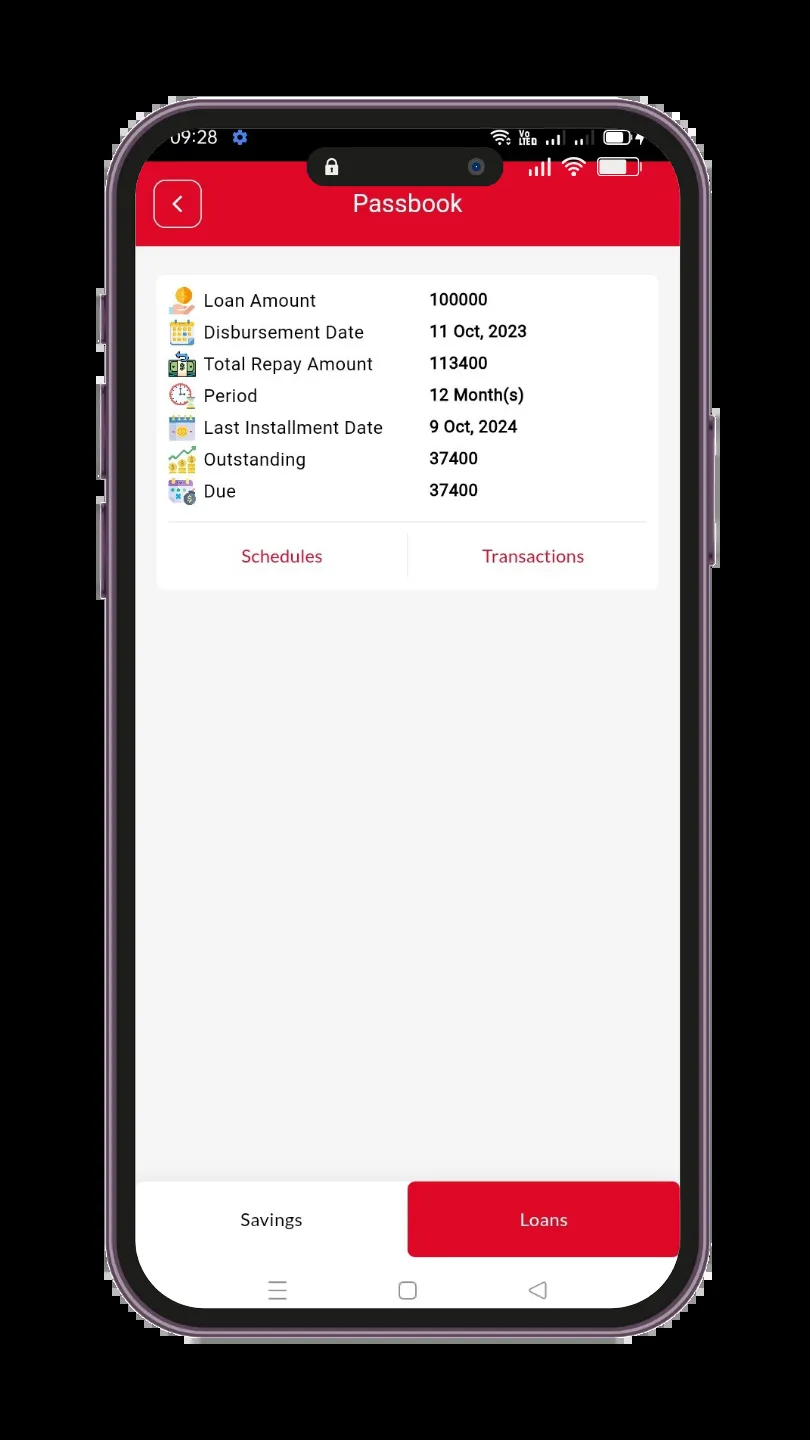 09:28 Vo LTE
Passbook
Loan Amount 100000
Disbursement Date 11 Oct, 2023
Total Repay Amount 113400
Period 12 Month(s)
Last Installment Date 9 Oct, 2024
Outstanding 37400
Due 37400
Schedules Transactions
Savings Loans